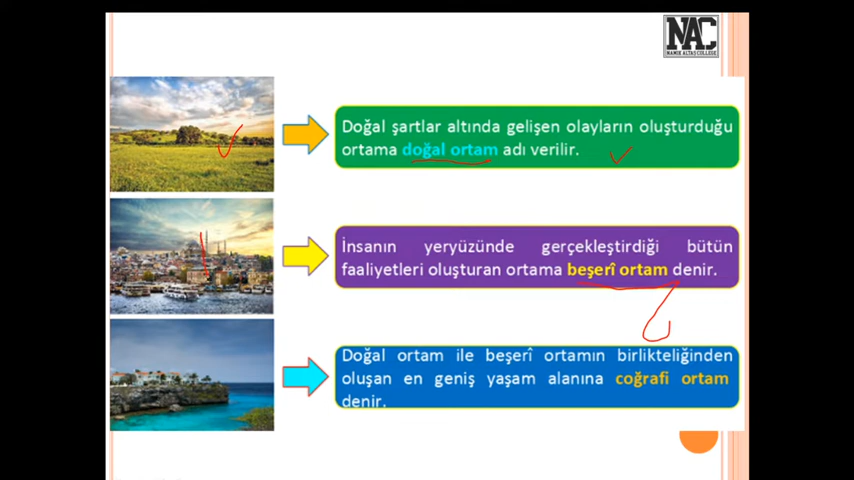 NAC
NAMIK ALTAŞ COLLEGE
Doğal şartlar altında gelişen olayların oluşturduğu
ortama doğal ortam adı verilir.
İnsanın yeryüzünde gerçekleştirdiği bütün
faaliyetleri oluşturan ortama beşerî ortam denir.
Doğal ortam ile beşerî ortamın birlikteliğinden
oluşan en geniş yaşam alanına coğrafi ortam
denir.